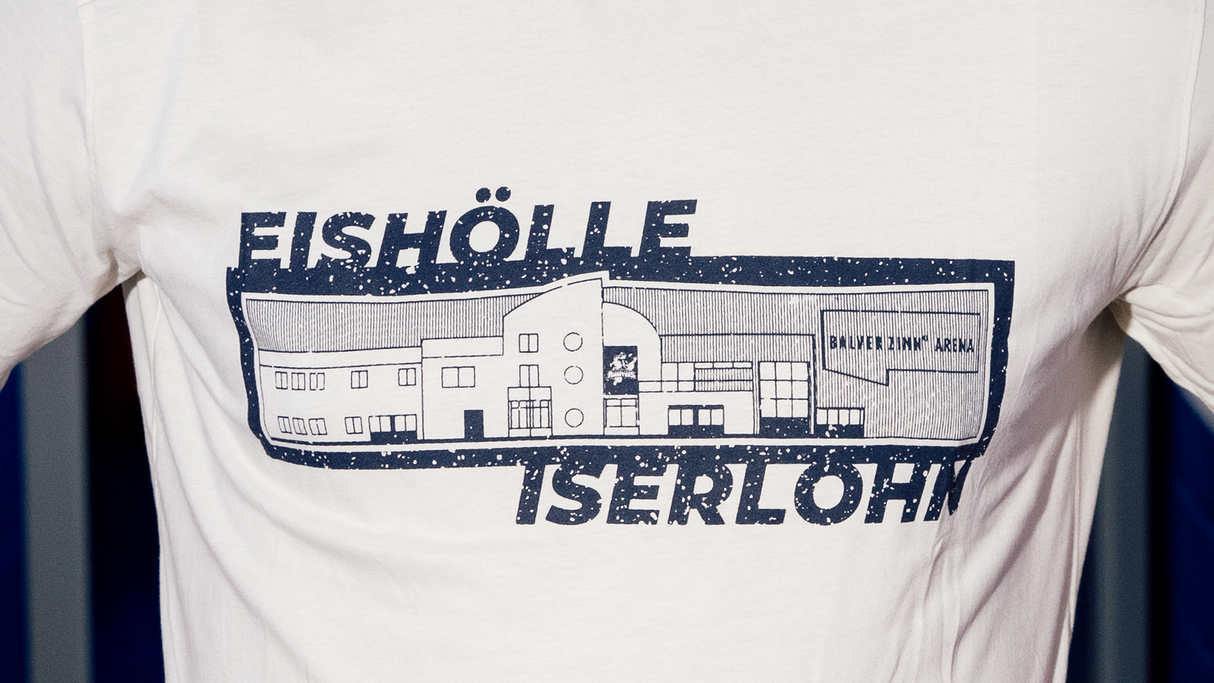 EISHÖLLE
BALVER ZINN® ARENA
ISERLOHN